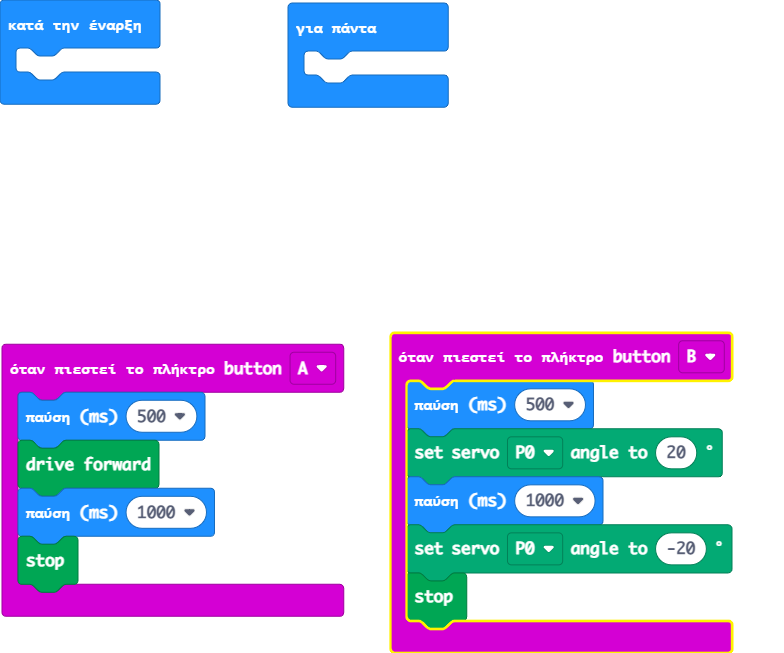 κατά την έναρξη
για πάντα
όταν πιεστεί το πλήκτρο button A
παύση (ms) 500
drive forward
παύση (ms) 1000
stop
όταν πιεστεί το πλήκτρο button B
παύση (ms) 500
set servo P0 angle to 20 °
παύση (ms) 1000
set servo P0 angle to -20 °
stop